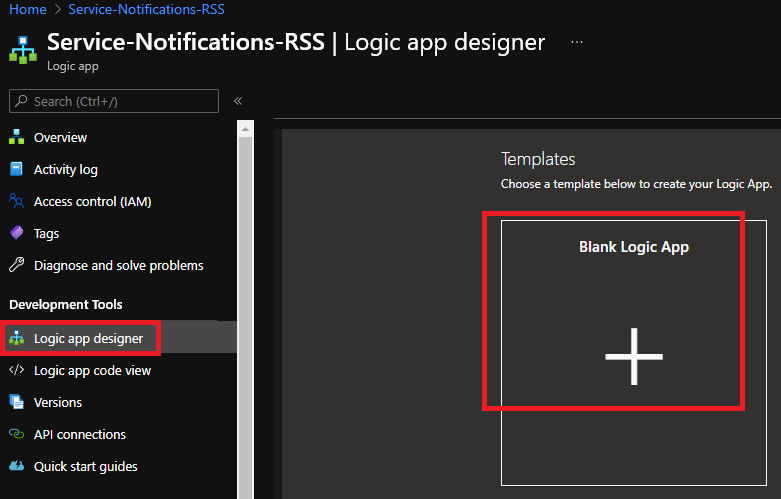 Home > Service-Notifications-RSS
Service-Notifications-RSS | Logic app designer ...
Logic app
Search (Ctrl+/) «
Overview
Activity log
Access control (IAM)
Tags
Diagnose and solve problems
Development Tools
Logic app designer
</> Logic app code view
Versions
API connections
Quick start guides
Templates
Choose a template below to create your Logic App.
Blank Logic App